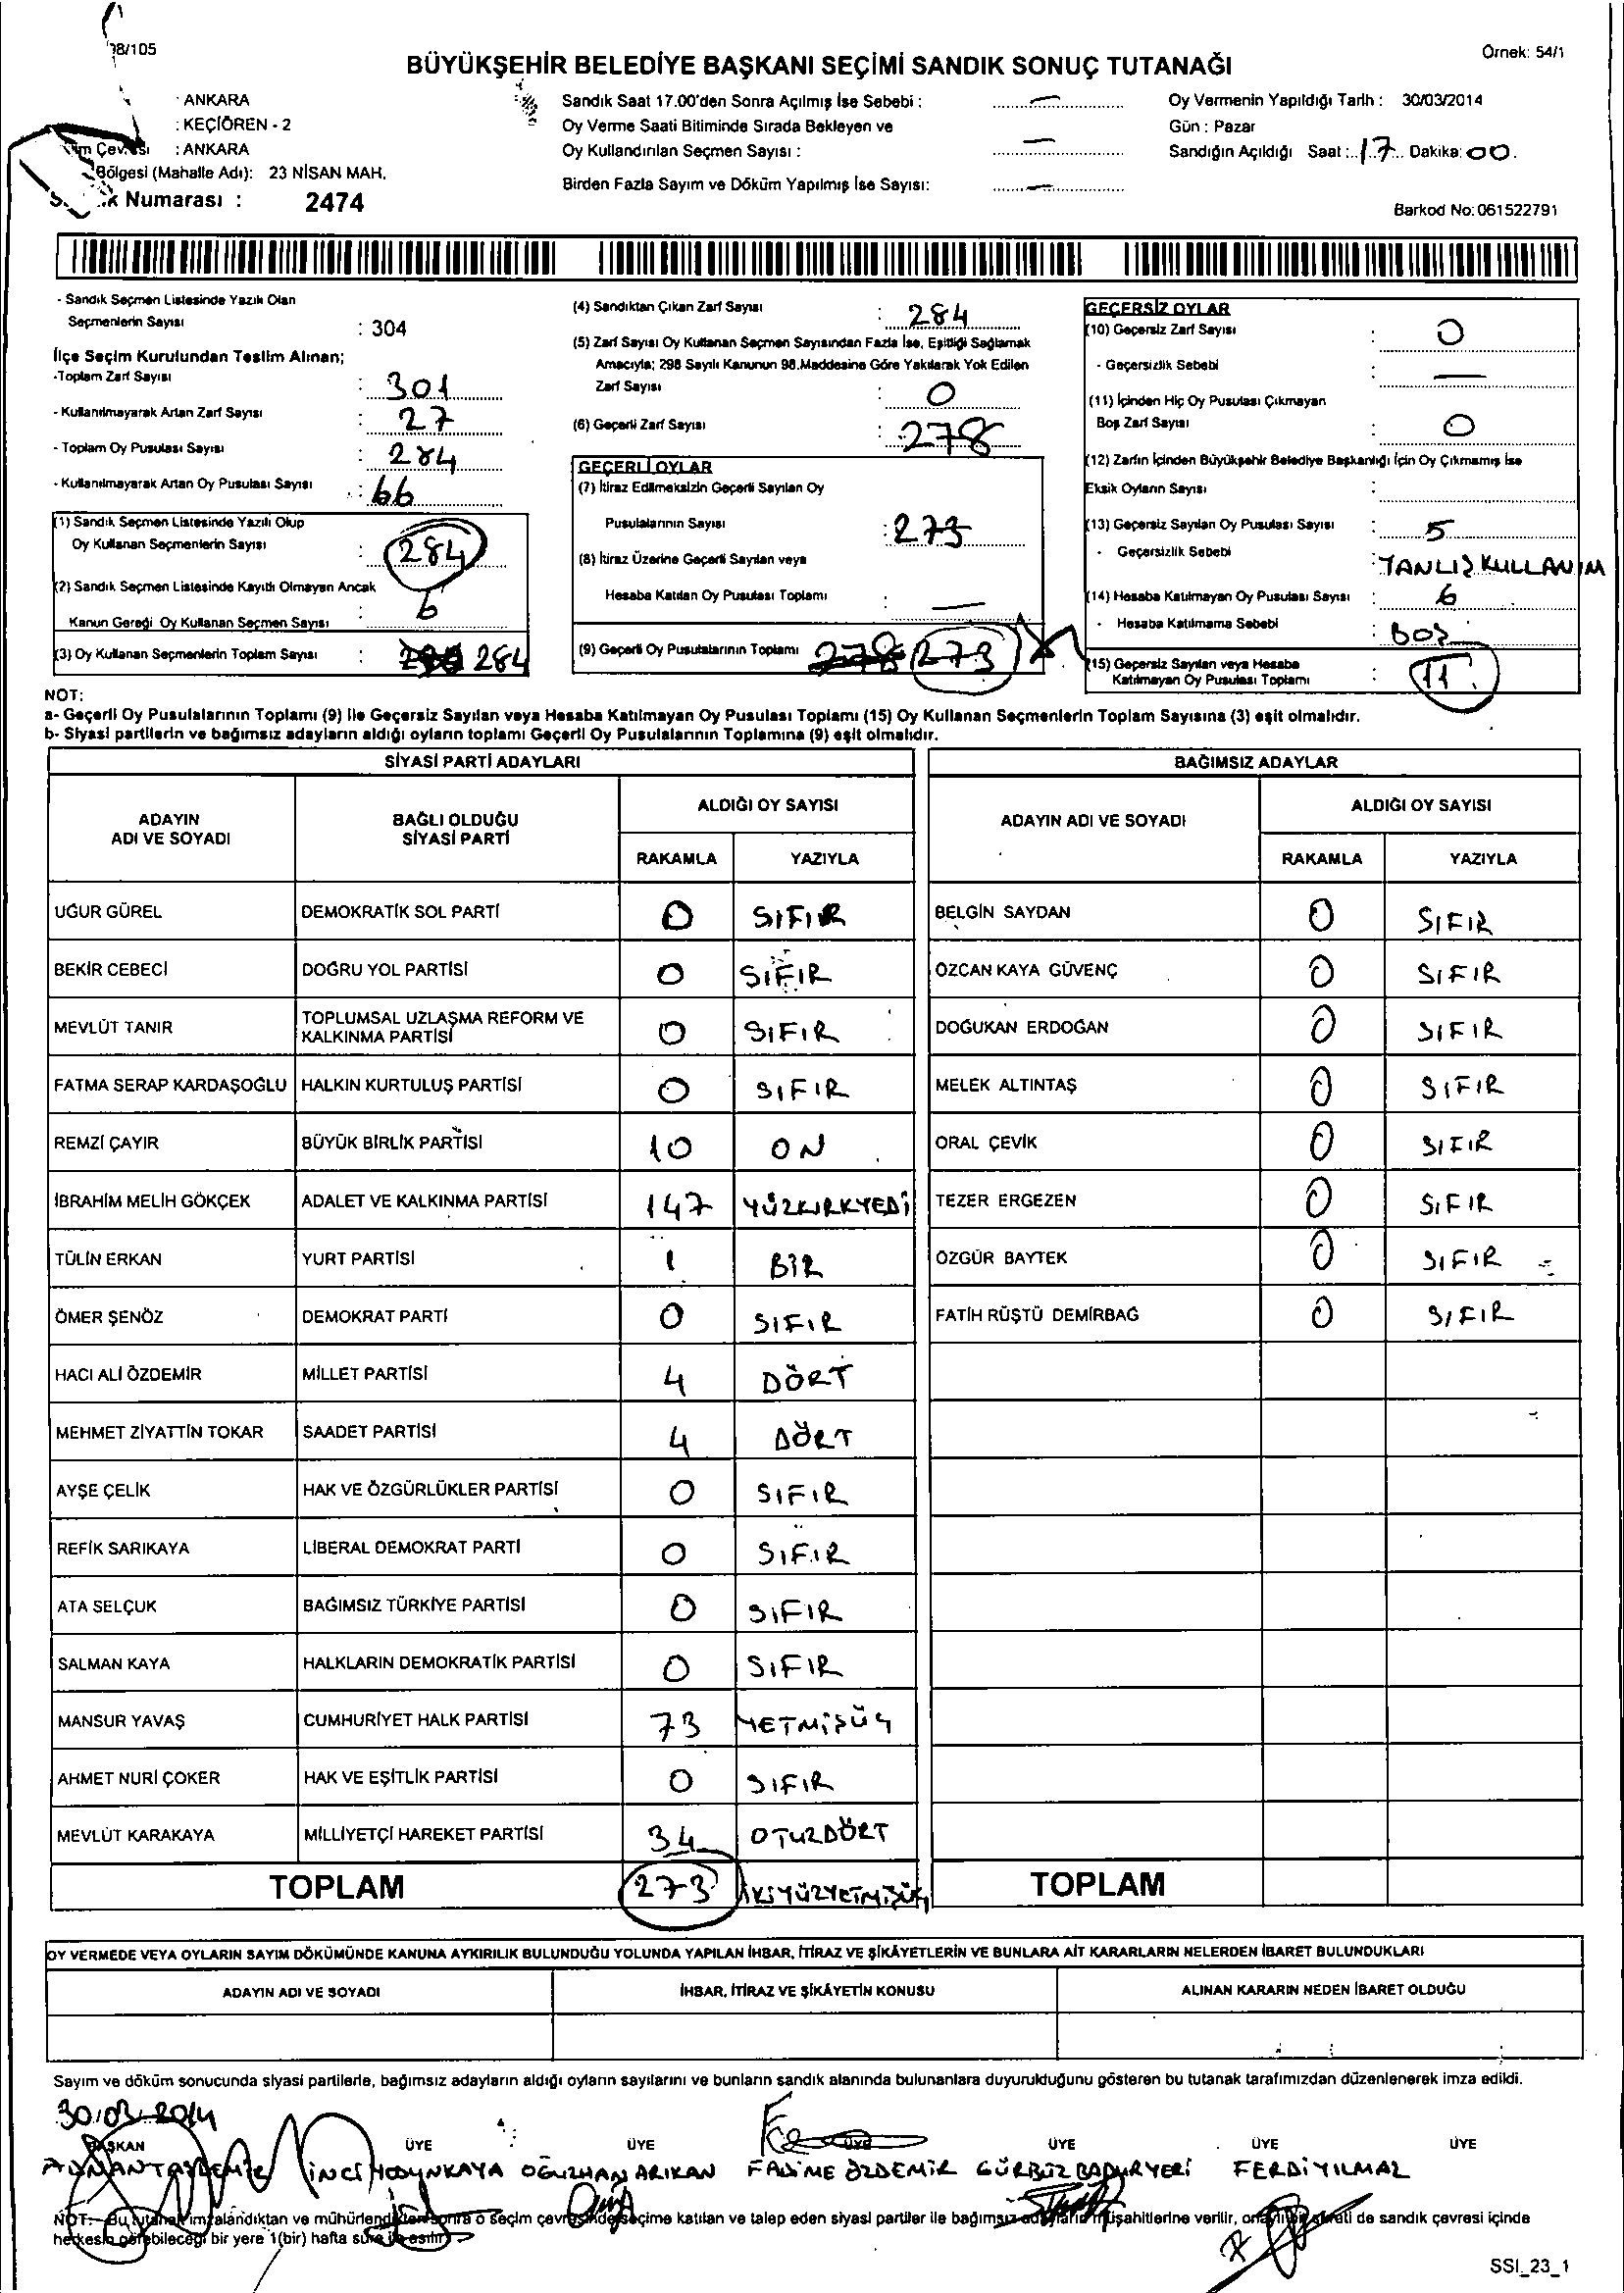 98/105
Örnek: 54/1
BÜYÜKŞEHİR BELEDİYE BAŞKANI SEÇİMİ SANDIK SONUÇ TUTANAĞI
: ANKARA
: KEÇİÖREN - 2
: ANKARA
Bölgesi (Mahalle Adı): 23 NİSAN MAH.
Numarası : 2474
Sandık Saat 17.00'den Sonra Açılmış İse Sebebi : —
Oy Verme Saati Bitiminde Sırada Bekleyen ve
Oy Kullandırılan Seçmen Sayısı : —
Birden Fazla Sayım ve Döküm Yapılmış İse Sayısı: —
Oy Vermenin Yapıldığı Tarih : 30/03/2014
Gün : Pazar
Sandığın Açıldığı Saat : 17 Dakika: 00.
Barkod No: 061522791
- Sandık Seçmen Listesinde Yazılı Olan
Seçmenlerin Sayısı : 304
İlçe Seçim Kurulundan Teslim Alınan;
-Toplam Zarf Sayısı : 301
- Kullanılmayarak Artan Zarf Sayısı : 27
- Toplam Oy Pusulası Sayısı : 284
- Kullanılmayarak Artan Oy Pusulası Sayısı : 66
(1) Sandık Seçmen Listesinde Yazılı Olup
Oy Kullanan Seçmenlerin Sayısı : 284
(2) Sandık Seçmen Listesinde Kayıtlı Olmayan Ancak
Kanun Gereği Oy Kullanan Seçmen Sayısı : 6
(3) Oy Kullanan Seçmenlerin Toplam Sayısı : 284
(4) Sandıktan Çıkan Zarf Sayısı : 284
(5) Zarf Sayısı Oy Kullanan Seçmen Sayısından Fazla İse, Eşitliği Sağlamak
Amacıyla; 298 Sayılı Kanunun 98.Maddesine Göre Yakılarak Yok Edilen
Zarf Sayısı : 0
(6) Geçerli Zarf Sayısı : 278
GEÇERLİ OYLAR
(7) İtiraz Edilmeksizin Geçerli Sayılan Oy
Pusulalarının Sayısı : 273
(8) İtiraz Üzerine Geçerli Sayılan veya
Hesaba Katılan Oy Pusulası Toplamı : —
(9) Geçerli Oy Pusulalarının Toplamı 278 273
GEÇERSİZ OYLAR
(10) Geçersiz Zarf Sayısı : 0
- Geçersizlik Sebebi : —
(11) İçinden Hiç Oy Pusulası Çıkmayan
Boş Zarf Sayısı : 0
(12) Zarfın İçinden Büyükşehir Belediye Başkanlığı İçin Oy Çıkmamış İse
Eksik Oyların Sayısı :
(13) Geçersiz Sayılan Oy Pusulası Sayısı : 5
- Geçersizlik Sebebi : YANLIŞ KULLANIM
(14) Hesaba Katılmayan Oy Pusulası Sayısı : 6
- Hesaba Katılmama Sebebi : BOŞ
(15) Geçersiz Sayılan veya Hesaba
Katılmayan Oy Pusulası Toplamı : 11
NOT:
a- Geçerli Oy Pusulalarının Toplamı (9) ile Geçersiz Sayılan veya Hesaba Katılmayan Oy Pusulası Toplamı (15) Oy Kullanan Seçmenlerin Toplam Sayısına (3) eşit olmalıdır.
b- Siyasi partilerin ve bağımsız adayların aldığı oyların toplamı Geçerli Oy Pusulalarının Toplamına (9) eşit olmalıdır.
SİYASİ PARTİ ADAYLARI
ADAYIN ADI VE SOYADI BAĞLI OLDUĞU SİYASİ PARTİ ALDIĞI OY SAYISI
RAKAMLA YAZIYLA
UĞUR GÜREL DEMOKRATİK SOL PARTİ 0 SIFIR
BEKİR CEBECİ DOĞRU YOL PARTİSİ 0 SIFIR
MEVLÜT TANIR TOPLUMSAL UZLAŞMA REFORM VE KALKINMA PARTİSİ 0 SIFIR
FATMA SERAP KARDAŞOĞLU HALKIN KURTULUŞ PARTİSİ 0 SIFIR
REMZİ ÇAYIR BÜYÜK BİRLİK PARTİSİ 10 ON
İBRAHİM MELİH GÖKÇEK ADALET VE KALKINMA PARTİSİ 147 YÜZKIRKYEDİ
TÜLİN ERKAN YURT PARTİSİ 1 BİR
ÖMER ŞENÖZ DEMOKRAT PARTİ 0 SIFIR
HACI ALİ ÖZDEMİR MİLLET PARTİSİ 4 DÖRT
MEHMET ZİYATTİN TOKAR SAADET PARTİSİ 4 DÖRT
AYŞE ÇELİK HAK VE ÖZGÜRLÜKLER PARTİSİ 0 SIFIR
REFİK SARIKAYA LİBERAL DEMOKRAT PARTİ 0 SIFIR
ATA SELÇUK BAĞIMSIZ TÜRKİYE PARTİSİ 0 SIFIR
SALMAN KAYA HALKLARIN DEMOKRATİK PARTİSİ 0 SIFIR
MANSUR YAVAŞ CUMHURİYET HALK PARTİSİ 73 YETMİŞÜÇ
AHMET NURİ ÇOKER HAK VE EŞİTLİK PARTİSİ 0 SIFIR
MEVLÜT KARAKAYA MİLLİYETÇİ HAREKET PARTİSİ 34 OTUZDÖRT
TOPLAM 273 İKİYÜZYETMİŞÜÇ
BAĞIMSIZ ADAYLAR
ADAYIN ADI VE SOYADI ALDIĞI OY SAYISI
RAKAMLA YAZIYLA
BELGİN SAYDAN 0 SIFIR
ÖZCAN KAYA GÜVENÇ 0 SIFIR
DOĞUKAN ERDOĞAN 0 SIFIR
MELEK ALTINTAŞ 0 SIFIR
ORAL ÇEVİK 0 SIFIR
TEZER ERGEZEN 0 SIFIR
ÖZGÜR BAYTEK 0 SIFIR
FATİH RÜŞTÜ DEMİRBAĞ 0 SIFIR
TOPLAM
OY VERMEDE VEYA OYLARIN SAYIM DÖKÜMÜNDE KANUNA AYKIRILIK BULUNDUĞU YOLUNDA YAPILAN İHBAR, İTİRAZ VE ŞİKÂYETLERİN VE BUNLARA AİT KARARLARIN NELERDEN İBARET BULUNDUKLARI
ADAYIN ADI VE SOYADI İHBAR, İTİRAZ VE ŞİKÂYETİN KONUSU ALINAN KARARIN NEDEN İBARET OLDUĞU
Sayım ve döküm sonucunda siyasi partilerle, bağımsız adayların aldığı oyların sayılarını ve bunların sandık alanında bulunanlara duyurulduğunu gösteren bu tutanak tarafımızdan düzenlenerek imza edildi.
30/03/2014
BAŞKAN ÜYE ÜYE ÜYE ÜYE ÜYE ÜYE
ADNAN İNCİ OĞUZHAN ARIKAN FADİME ÖZDEMİR GÜRBÜZ FERDİ YILMAZ
NOT: Bu tutanak imzalandıktan ve mühürlendikten sonra o seçim çevresinde seçime katılan ve talep eden siyasi partiler ile bağımsız adayların müşahitlerine verilir, onaylı bir sureti de sandık çevresi içinde
herkesin görebileceği bir yere 1(bir) hafta süre ile asılır.
SSI_23_1